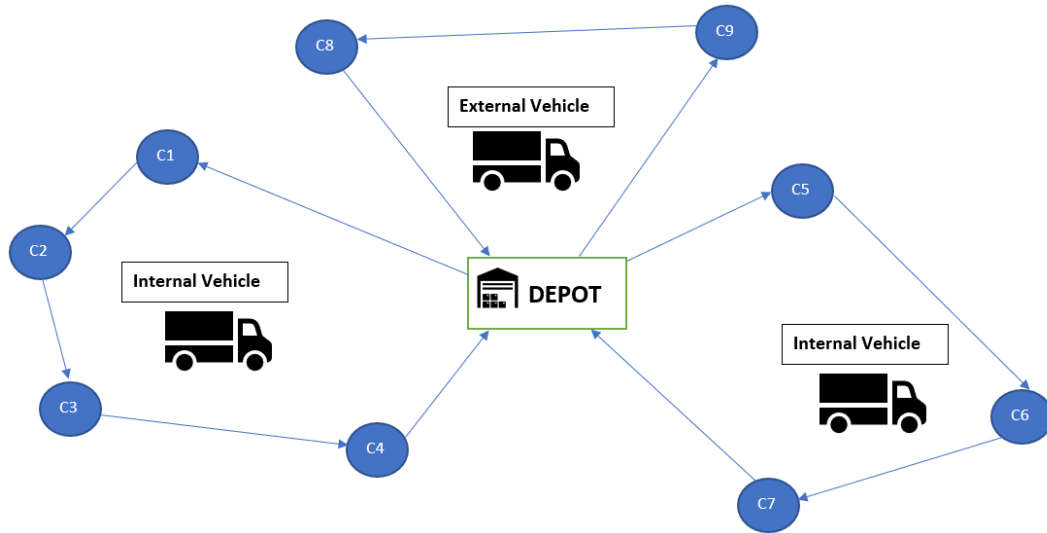 C9
C8
External Vehicle
C1
C5
C2
Internal Vehicle
DEPOT
Internal Vehicle
C3
C6
C4
C7